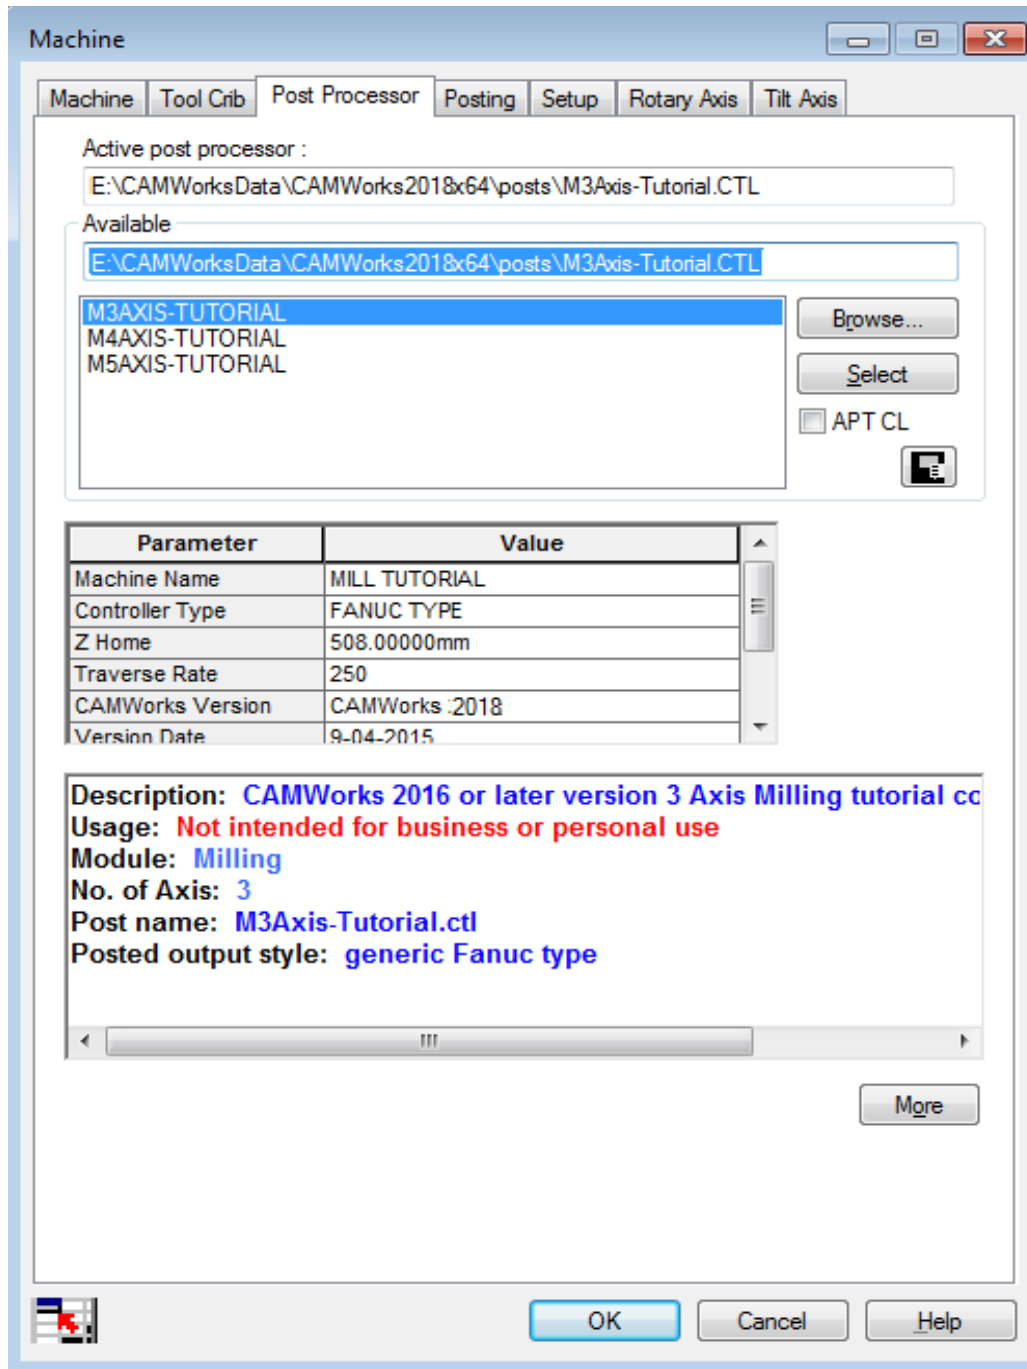 Machine
Machine Tool Crib Post Processor Posting Setup Rotary Axis Tilt Axis
Active post processor :
E:\CAMWorksData\CAMWorks2018x64\posts\M3Axis-Tutorial.CTL
Available
E:\CAMWorksData\CAMWorks2018x64\posts\M3Axis-Tutorial.CTL
M3AXIS-TUTORIAL
M4AXIS-TUTORIAL
M5AXIS-TUTORIAL
Browse...
Select
APT CL
Parameter Value
Machine Name MILL TUTORIAL
Controller Type FANUC TYPE
Z Home 508.00000mm
Traverse Rate 250
CAMWorks Version CAMWorks 2018
Version Date 9-04-2015
Description: CAMWorks 2016 or later version 3 Axis Milling tutorial
Usage: Not intended for business or personal use
Module: Milling
No. of Axis: 3
Post name: M3Axis-Tutorial.ctl
Posted output style: generic Fanuc type
More
OK Cancel Help